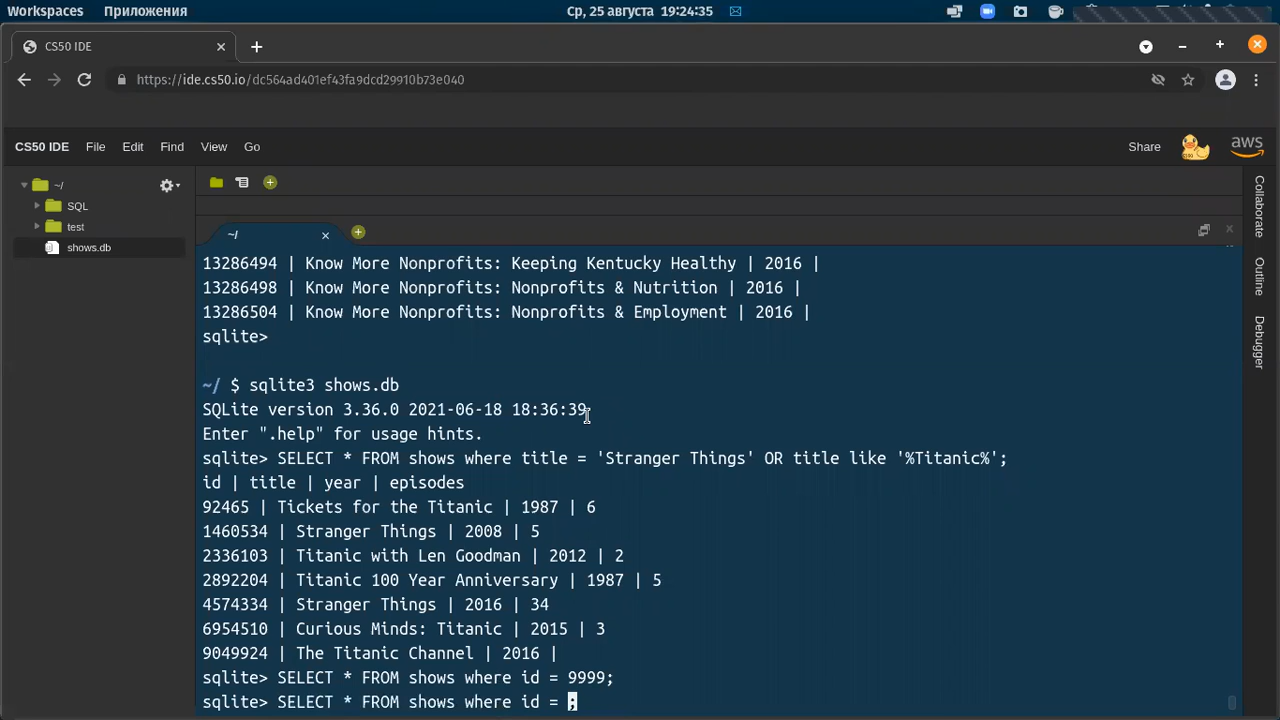 Workspaces Приложения Ср, 25 августа 19:24:35
CS50 IDE
https://ide.cs50.io/dc564ad401ef43fa9dcd29910b73e040
CS50 IDE File Edit Find View Go Share aws
~/
SQL
test
shows.db
~/
13286494 | Know More Nonprofits: Keeping Kentucky Healthy | 2016 |
13286498 | Know More Nonprofits: Nonprofits & Nutrition | 2016 |
13286504 | Know More Nonprofits: Nonprofits & Employment | 2016 |
sqlite>
~/ $ sqlite3 shows.db
SQLite version 3.36.0 2021-06-18 18:36:39
Enter ".help" for usage hints.
sqlite> SELECT * FROM shows where title = 'Stranger Things' OR title like '%Titanic%';
id | title | year | episodes
92465 | Tickets for the Titanic | 1987 | 6
1460534 | Stranger Things | 2008 | 5
2336103 | Titanic with Len Goodman | 2012 | 2
2892204 | Titanic 100 Year Anniversary | 1987 | 5
4574334 | Stranger Things | 2016 | 34
6954510 | Curious Minds: Titanic | 2015 | 3
9049924 | The Titanic Channel | 2016 |
sqlite> SELECT * FROM shows where id = 9999;
sqlite> SELECT * FROM shows where id = ;
Collaborate
Outline
Debugger